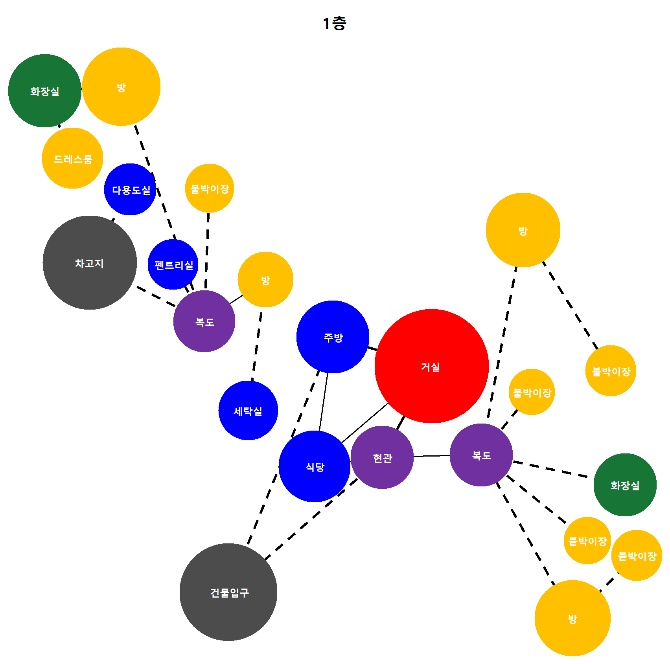 1층
화장실
방
드레스룸
다용도실
붙박이장
차고지
펜트리실
방
복도
방
주방
거실
붙박이장
붙박이장
세탁실
식당
현관
복도
화장실
붙박이장
붙박이장
건물입구
방